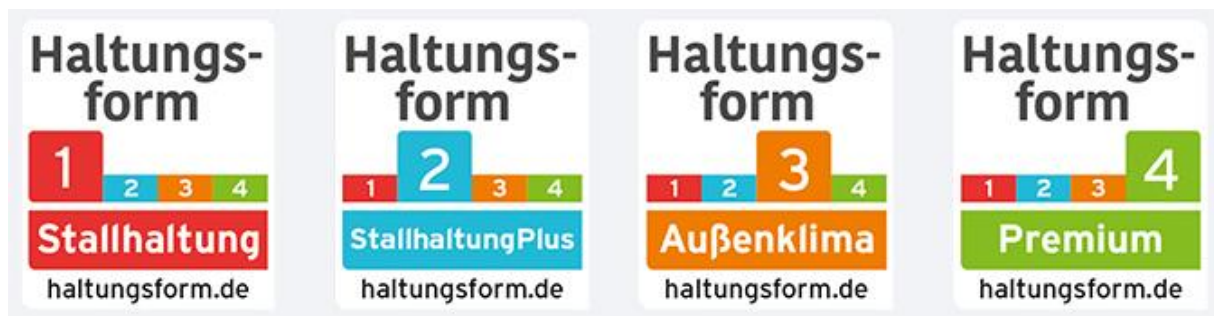 Haltungs-
form
1 2 3 4
Stallhaltung
haltungsform.de
Haltungs-
form
1 2 3 4
StallhaltungPlus
haltungsform.de
Haltungs-
form
1 2 3 4
Außenklima
haltungsform.de
Haltungs-
form
1 2 3 4
Premium
haltungsform.de